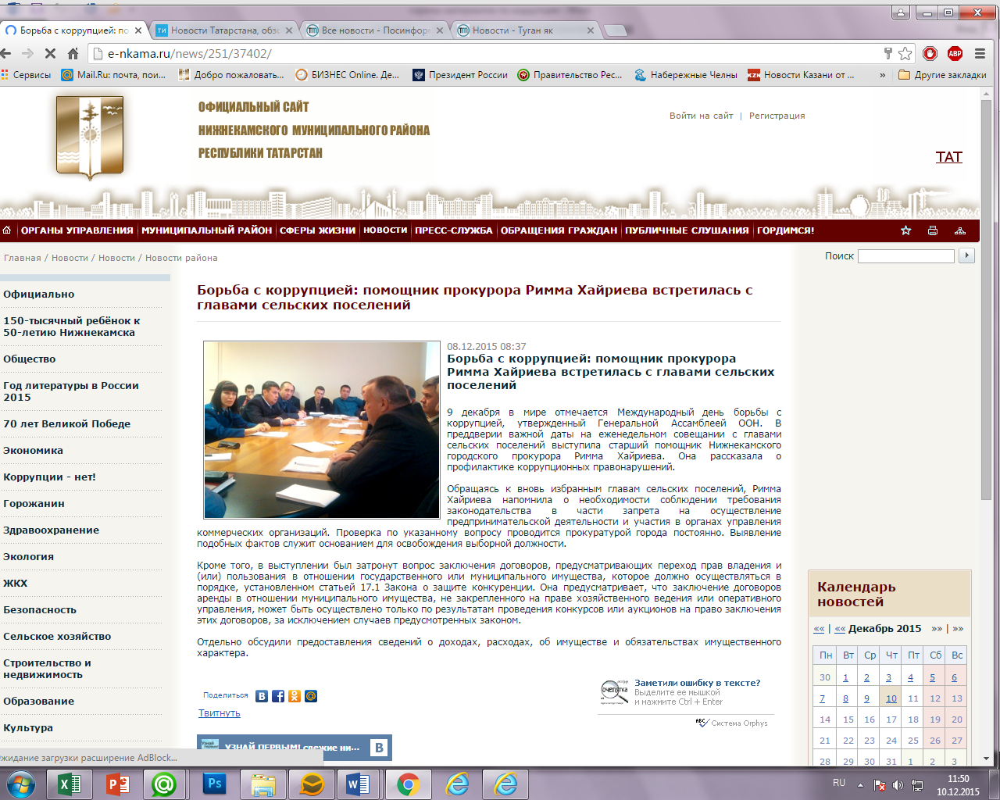 Борьба с коррупцией: по
Новости Татарстана, обзо
Все новости - Посинформ
Новости - Туган як
e-nkama.ru/news/251/37402/
ABP
Сервисы
Mail.Ru: почта, пои...
Добро пожаловать...
БИЗНЕС Online. Де...
Президент России
Правительство Рес...
Набережные Челны
KZN
Новости Казани от ...
»
Другие закладки
ОФИЦИАЛЬНЫЙ САЙТ
НИЖНЕКАМСКОГО МУНИЦИПАЛЬНОГО РАЙОНА
РЕСПУБЛИКИ ТАТАРСТАН
Войти на сайт | Регистрация
ТАТ
ОРГАНЫ УПРАВЛЕНИЯ
МУНИЦИПАЛЬНЫЙ РАЙОН
СФЕРЫ ЖИЗНИ
НОВОСТИ
ПРЕСС-СЛУЖБА
ОБРАЩЕНИЯ ГРАЖДАН
ПУБЛИЧНЫЕ СЛУШАНИЯ
ГОРДИМСЯ!
Главная / Новости / Новости / Новости района
Поиск
Официально
150-тысячный ребёнок к
50-летию Нижнекамска
Общество
Год литературы в России
2015
70 лет Великой Победе
Экономика
Коррупции - нет!
Горожанин
Здравоохранение
Экология
ЖКХ
Безопасность
Сельское хозяйство
Строительство и
недвижимость
Образование
Культура
Борьба с коррупцией: помощник прокурора Римма Хайриева встретилась с
главами сельских поселений
08.12.2015 08:37
Борьба с коррупцией: помощник прокурора
Римма Хайриева встретилась с главами сельских
поселений
9 декабря в мире отмечается Международный день борьбы с
коррупцией, утвержденный Генеральной Ассамблеей ООН. В
преддверии важной даты на еженедельном совещании с главами
сельских поселений выступила старший помощник Нижнекамского
городского прокурора Римма Хайриева. Она рассказала о
профилактике коррупционных правонарушений.
Обращаясь к вновь избранным главам сельских поселений, Римма
Хайриева напомнила о необходимости соблюдении требования
законодательства в части запрета на осуществление
предпринимательской деятельности и участия в органах управления
коммерческих организаций. Проверка по указанному вопросу проводится прокуратурой города постоянно. Выявление
подобных фактов служит основанием для освобождения выборной должности.
Кроме того, в выступлении был затронут вопрос заключения договоров, предусматривающих переход прав владения и
(или) пользования в отношении государственного или муниципального имущества, которое должно осуществляться в
порядке, установленном статьей 17.1 Закона о защите конкуренции. Она предусматривает, что заключение договоров
аренды в отношении муниципального имущества, не закрепленного на праве хозяйственного ведения или оперативного
управления, может быть осуществлено только по результатам проведения конкурсов или аукционов на право заключения
этих договоров, за исключением случаев предусмотренных законом.
Отдельно обсудили предоставления сведений о доходах, расходах, об имуществе и обязательствах имущественного
характера.
Поделиться
Твитнуть
очепятка
Заметили ошибку в тексте?
Выделите ее мышкой
и нажмите Ctrl + Enter
ABC Система Orphys
УЗНАЙ ПЕРВЫМ! свежие ни...
В
Календарь
новостей
«« | «« Декабрь 2015 »» | »»
Пн Вт Ср Чт Пт Сб Вс
30 1 2 3 4 5 6
7 8 9 10 11 12 13
14 15 16 17 18 19 20
21 22 23 24 25 26 27
28 29 30 31 1 2 3
жидание загрузки расширение AdBlock...
Ps
RU
11:50
10.12.2015